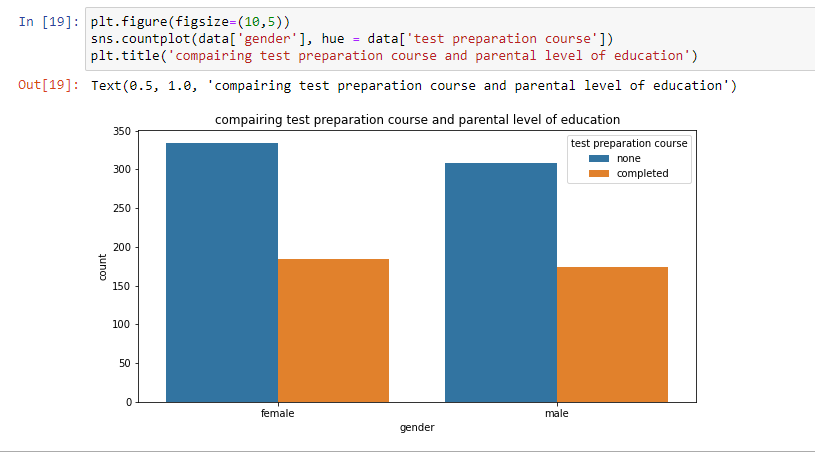 In [19]: plt.figure(figsize=(10,5))
sns.countplot(data['gender'], hue = data['test preparation course'])
plt.title('compairing test preparation course and parental level of education')
Out[19]: Text(0.5, 1.0, 'compairing test preparation course and parental level of education')
compairing test preparation course and parental level of education
test preparation course
none
completed
350
300
250
200
150
100
50
0
count
female
male
gender